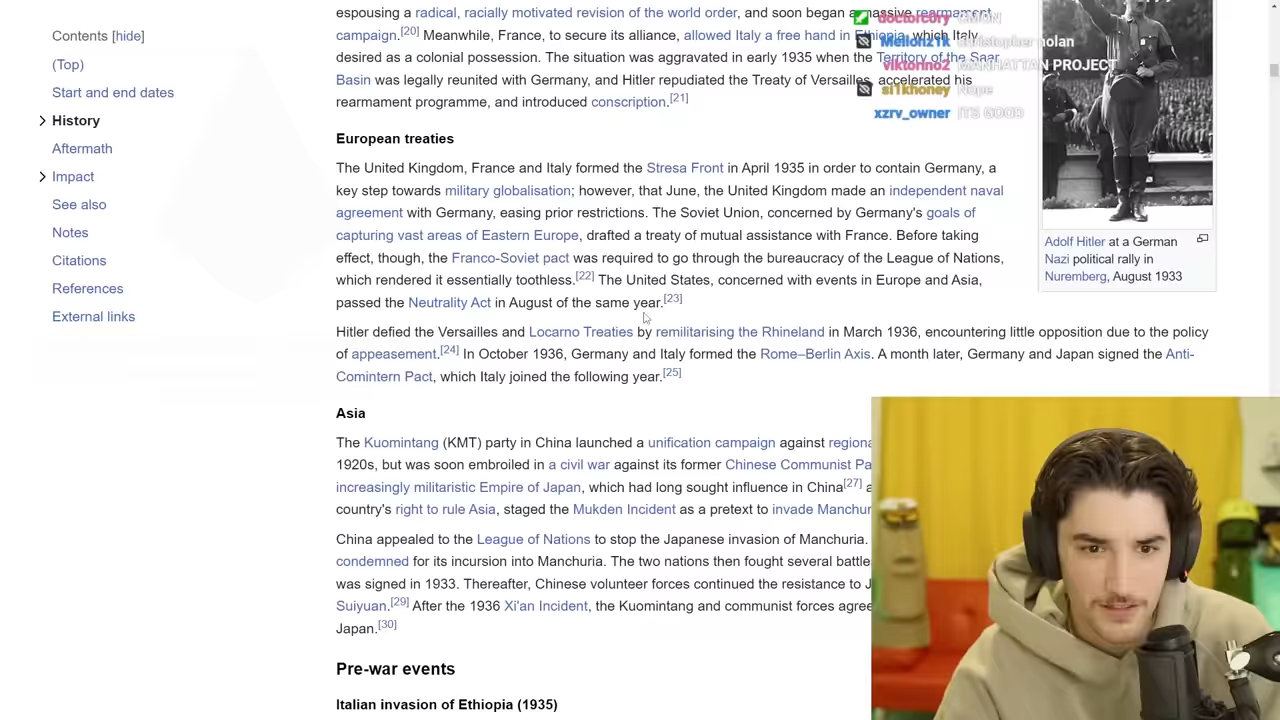 Contents [hide]
(Top)
Start and end dates
History
Aftermath
Impact
See also
Notes
Citations
References
External links
espousing a radical, racially motivated revision of the world order, and soon began a massive rearmament
campaign.[20] Meanwhile, France, to secure its alliance, allowed Italy a free hand in Ethiopia, which Italy
desired as a colonial possession. The situation was aggravated in early 1935 when the Territory of the Saar
Basin was legally reunited with Germany, and Hitler repudiated the Treaty of Versailles, accelerated his
rearmament programme, and introduced conscription.[21]
European treaties
The United Kingdom, France and Italy formed the Stresa Front in April 1935 in order to contain Germany, a
key step towards military globalisation; however, that June, the United Kingdom made an independent naval
agreement with Germany, easing prior restrictions. The Soviet Union, concerned by Germany's goals of
capturing vast areas of Eastern Europe, drafted a treaty of mutual assistance with France. Before taking
effect, though, the Franco-Soviet pact was required to go through the bureaucracy of the League of Nations,
which rendered it essentially toothless.[22] The United States, concerned with events in Europe and Asia,
passed the Neutrality Act in August of the same year.[23]
Hitler defied the Versailles and Locarno Treaties by remilitarising the Rhineland in March 1936, encountering little opposition due to the policy
of appeasement.[24] In October 1936, Germany and Italy formed the Rome–Berlin Axis. A month later, Germany and Japan signed the Anti-
Comintern Pact, which Italy joined the following year.[25]
Asia
The Kuomintang (KMT) party in China launched a unification campaign against regiona
1920s, but was soon embroiled in a civil war against its former Chinese Communist Pa
increasingly militaristic Empire of Japan, which had long sought influence in China[27] a
country's right to rule Asia, staged the Mukden Incident as a pretext to invade Manchur
China appealed to the League of Nations to stop the Japanese invasion of Manchuria.
condemned for its incursion into Manchuria. The two nations then fought several battle
was signed in 1933. Thereafter, Chinese volunteer forces continued the resistance to J
Suiyuan.[29] After the 1936 Xi'an Incident, the Kuomintang and communist forces agree
Japan.[30]
Pre-war events
Italian invasion of Ethiopia (1935)
doctorc0ry CMON
Mellonz1k christopher nolan
viktorino2 MANHATTAN PROJECT
si1khoney Nope
xzrv_owner ITS GOOD
Adolf Hitler at a German
Nazi political rally in
Nuremberg, August 1933